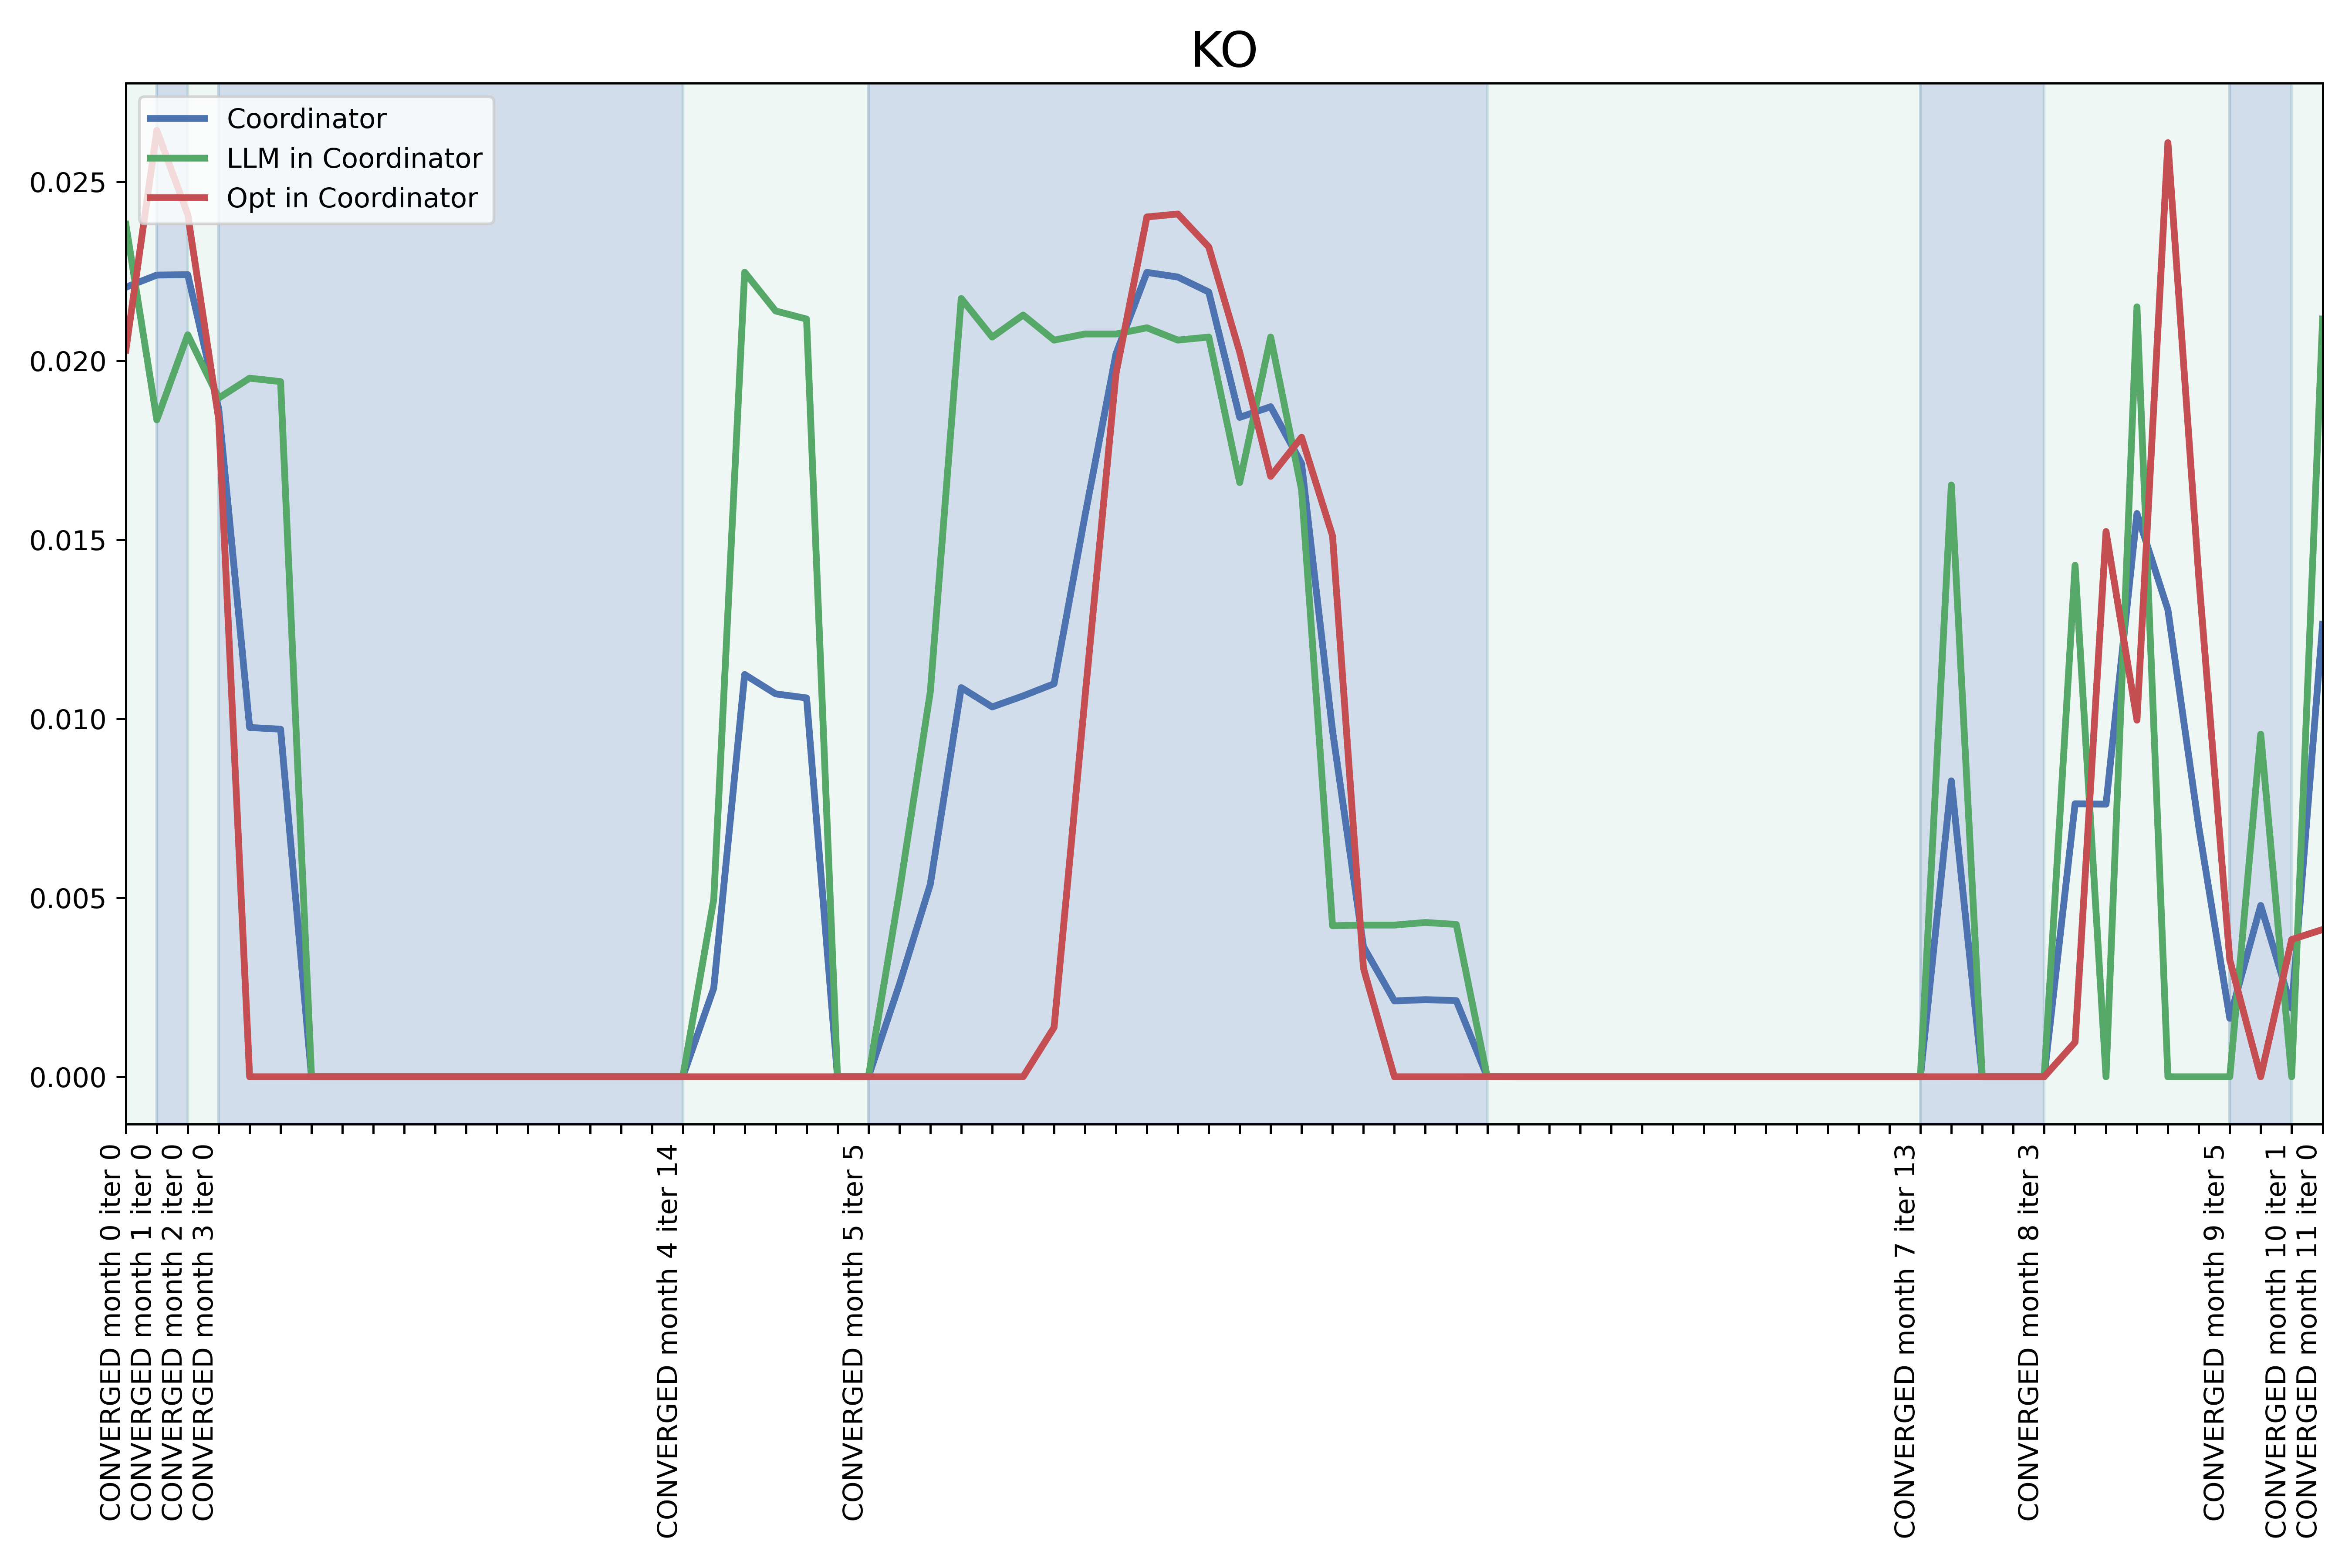 KO
Coordinator
LLM in Coordinator
Opt in Coordinator
0.025
0.020
0.015
0.010
0.005
0.000
CONVERGED month 0 iter 0
CONVERGED month 1 iter 0
CONVERGED month 2 iter 0
CONVERGED month 3 iter 0
CONVERGED month 4 iter 14
CONVERGED month 5 iter 5
CONVERGED month 7 iter 13
CONVERGED month 8 iter 3
CONVERGED month 9 iter 5
CONVERGED month 10 iter 1
CONVERGED month 11 iter 0